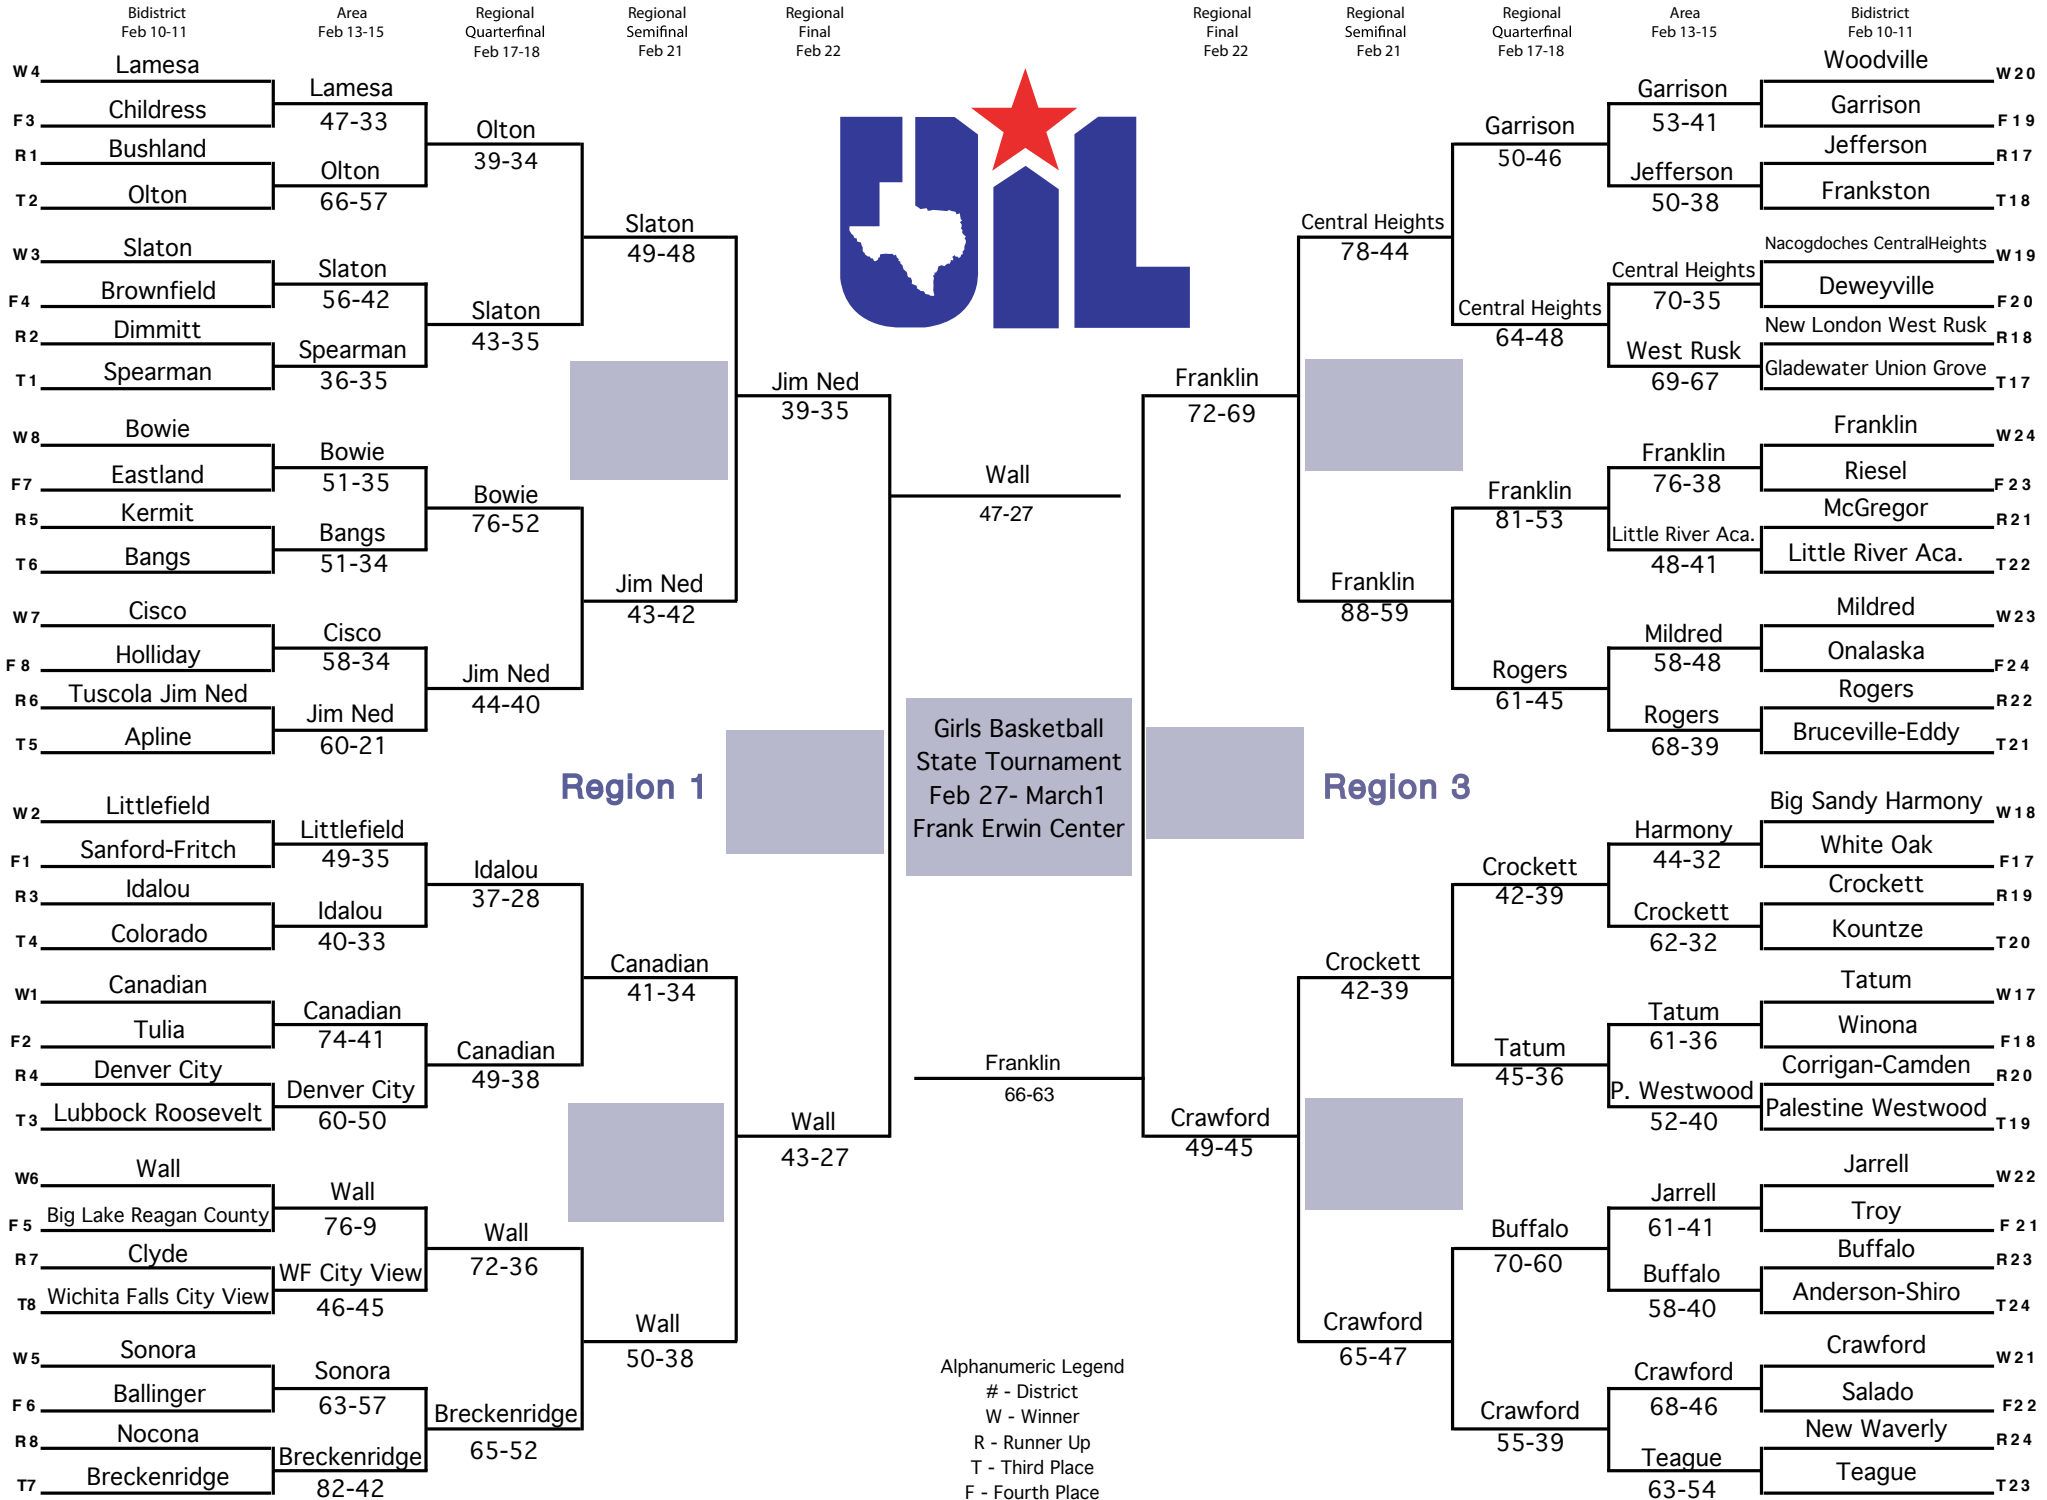 Bidistrict
Feb 10-11
Area
Feb 13-15
Regional
Quarterfinal
Feb 17-18
Regional
Semifinal
Feb 21
Regional
Final
Feb 22
Regional
Final
Feb 22
Regional
Semifinal
Feb 21
Regional
Quarterfinal
Feb 17-18
Area
Feb 13-15
Bidistrict
Feb 10-11
W4 Lamesa
F3 Childress
R1 Bushland
T2 Olton
W3 Slaton
F4 Brownfield
R2 Dimmitt
T1 Spearman
W8 Bowie
F7 Eastland
R5 Kermit
T6 Bangs
W7 Cisco
F8 Holliday
R6 Tuscola Jim Ned
T5 Apline
W2 Littlefield
F1 Sanford-Fritch
R3 Idalou
T4 Colorado
W1 Canadian
F2 Tulia
R4 Denver City
T3 Lubbock Roosevelt
W6 Wall
F5 Big Lake Reagan County
R7 Clyde
T8 Wichita Falls City View
W5 Sonora
F6 Ballinger
R8 Nocona
T7 Breckenridge
Lamesa
47-33
Olton
66-57
Slaton
56-42
Spearman
36-35
Bowie
51-35
Bangs
51-34
Cisco
58-34
Jim Ned
60-21
Littlefield
49-35
Idalou
40-33
Canadian
74-41
Denver City
60-50
Wall
76-9
WF City View
46-45
Sonora
63-57
Breckenridge
82-42
Olton
39-34
Slaton
43-35
Bowie
76-52
Jim Ned
44-40
Idalou
37-28
Canadian
49-38
Wall
72-36
Breckenridge
65-52
Slaton
49-48
Jim Ned
43-42
Canadian
41-34
Wall
50-38
Jim Ned
39-35
Wall
43-27
Region 1
UIL
Wall
47-27
Girls Basketball
State Tournament
Feb 27- March1
Frank Erwin Center
Franklin
66-63
Alphanumeric Legend
# - District
W - Winner
R - Runner Up
T - Third Place
F - Fourth Place
Region 3
Franklin
72-69
Crawford
49-45
Central Heights
78-44
Franklin
88-59
Crockett
42-39
Crawford
65-47
Garrison
50-46
Central Heights
64-48
Franklin
81-53
Rogers
61-45
Crockett
42-39
Tatum
45-36
Buffalo
70-60
Crawford
55-39
Garrison
53-41
Jefferson
50-38
Central Heights
70-35
West Rusk
69-67
Franklin
76-38
Little River Aca.
48-41
Mildred
58-48
Rogers
68-39
Harmony
44-32
Crockett
62-32
Tatum
61-36
P. Westwood
52-40
Jarrell
61-41
Buffalo
58-40
Crawford
68-46
Teague
63-54
Woodville W20
Garrison F19
Jefferson R17
Frankston T18
Nacogdoches CentralHeights W19
Deweyville F20
New London West Rusk R18
Gladewater Union Grove T17
Franklin W24
Riesel F23
McGregor R21
Little River Aca. T22
Mildred W23
Onalaska F24
Rogers R22
Bruceville-Eddy T21
Big Sandy Harmony W18
White Oak F17
Crockett R19
Kountze T20
Tatum W17
Winona F18
Corrigan-Camden R20
Palestine Westwood T19
Jarrell W22
Troy F21
Buffalo R23
Anderson-Shiro T24
Crawford W21
Salado F22
New Waverly R24
Teague T23